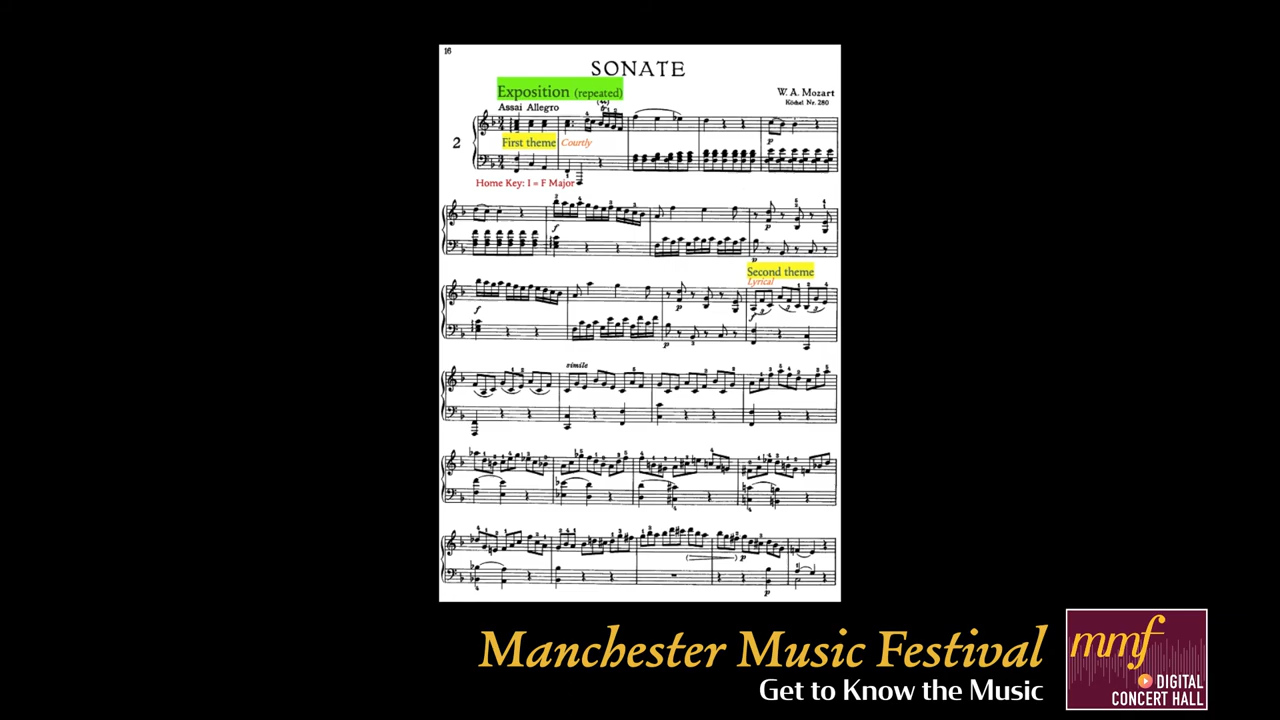 16
SONATE
Exposition (repeated)
W. A. Mozart
Assai Allegro
Köchel Nr. 280
2
First theme
Courtly
p
Home Key: I = F Major
f
p
p
Second theme
Lyrical
f
p
f
p
simile
p
p
Manchester Music Festival
Get to Know the Music
mmf
DIGITAL
CONCERT HALL